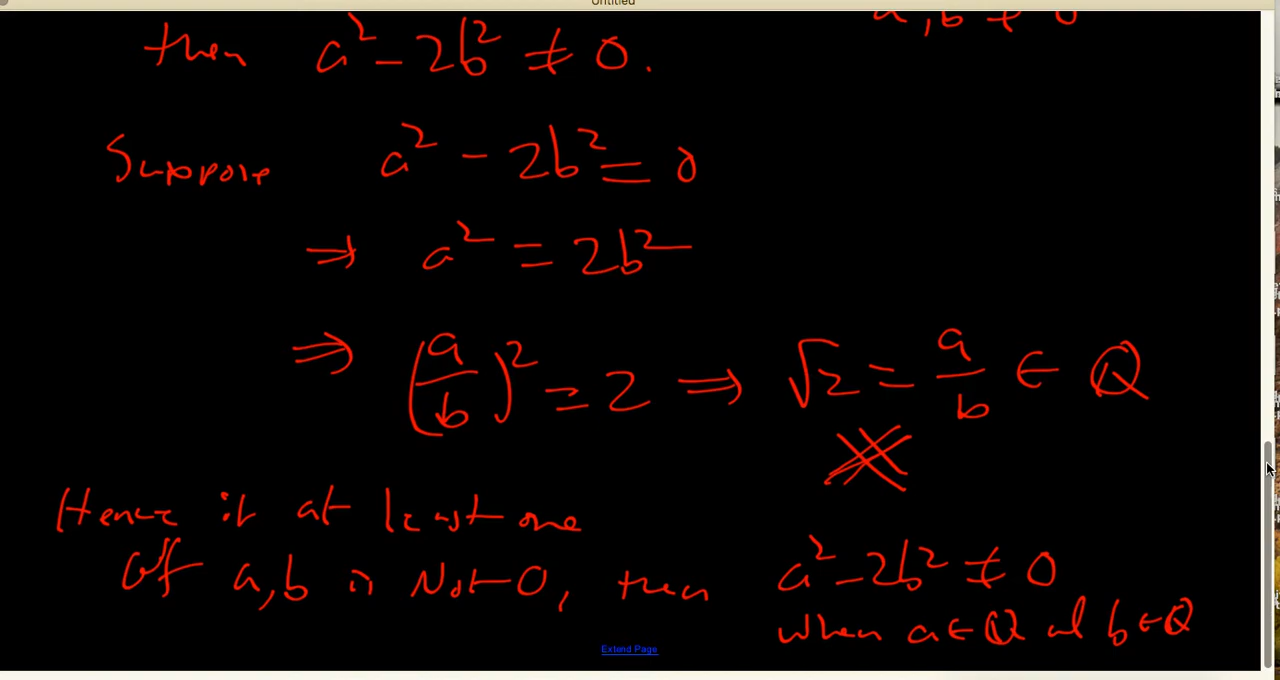 Untitled
a, b ≠ 0
then a² - 2b² ≠ 0.
Suppose a² - 2b² = 0
⇒ a² = 2b²
⇒ (a/b)² = 2 ⇒ √2 = a/b ∈ Q
Hence if at least one
of a, b is Not 0, then a² - 2b² ≠ 0
when a ∈ Q and b ∈ Q
Extend Page